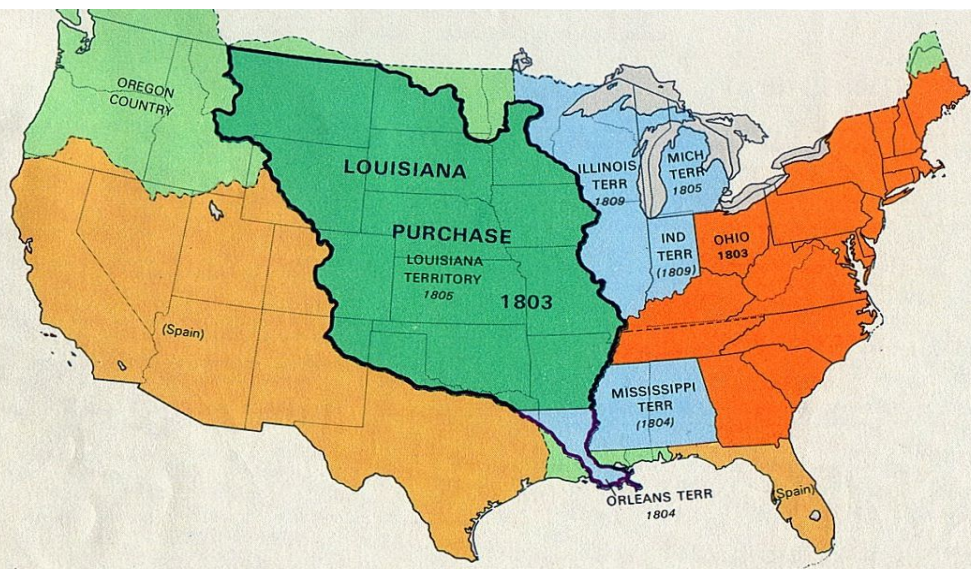 OREGON
COUNTRY
LOUISIANA
PURCHASE
LOUISIANA
TERRITORY
1805
1803
ILLINOIS
TERR
1809
MICH
TERR
1805
IND
TERR
(1809)
OHIO
1803
(Spain)
MISSISSIPPI
TERR
(1804)
ORLEANS TERR
1804
(Spain)